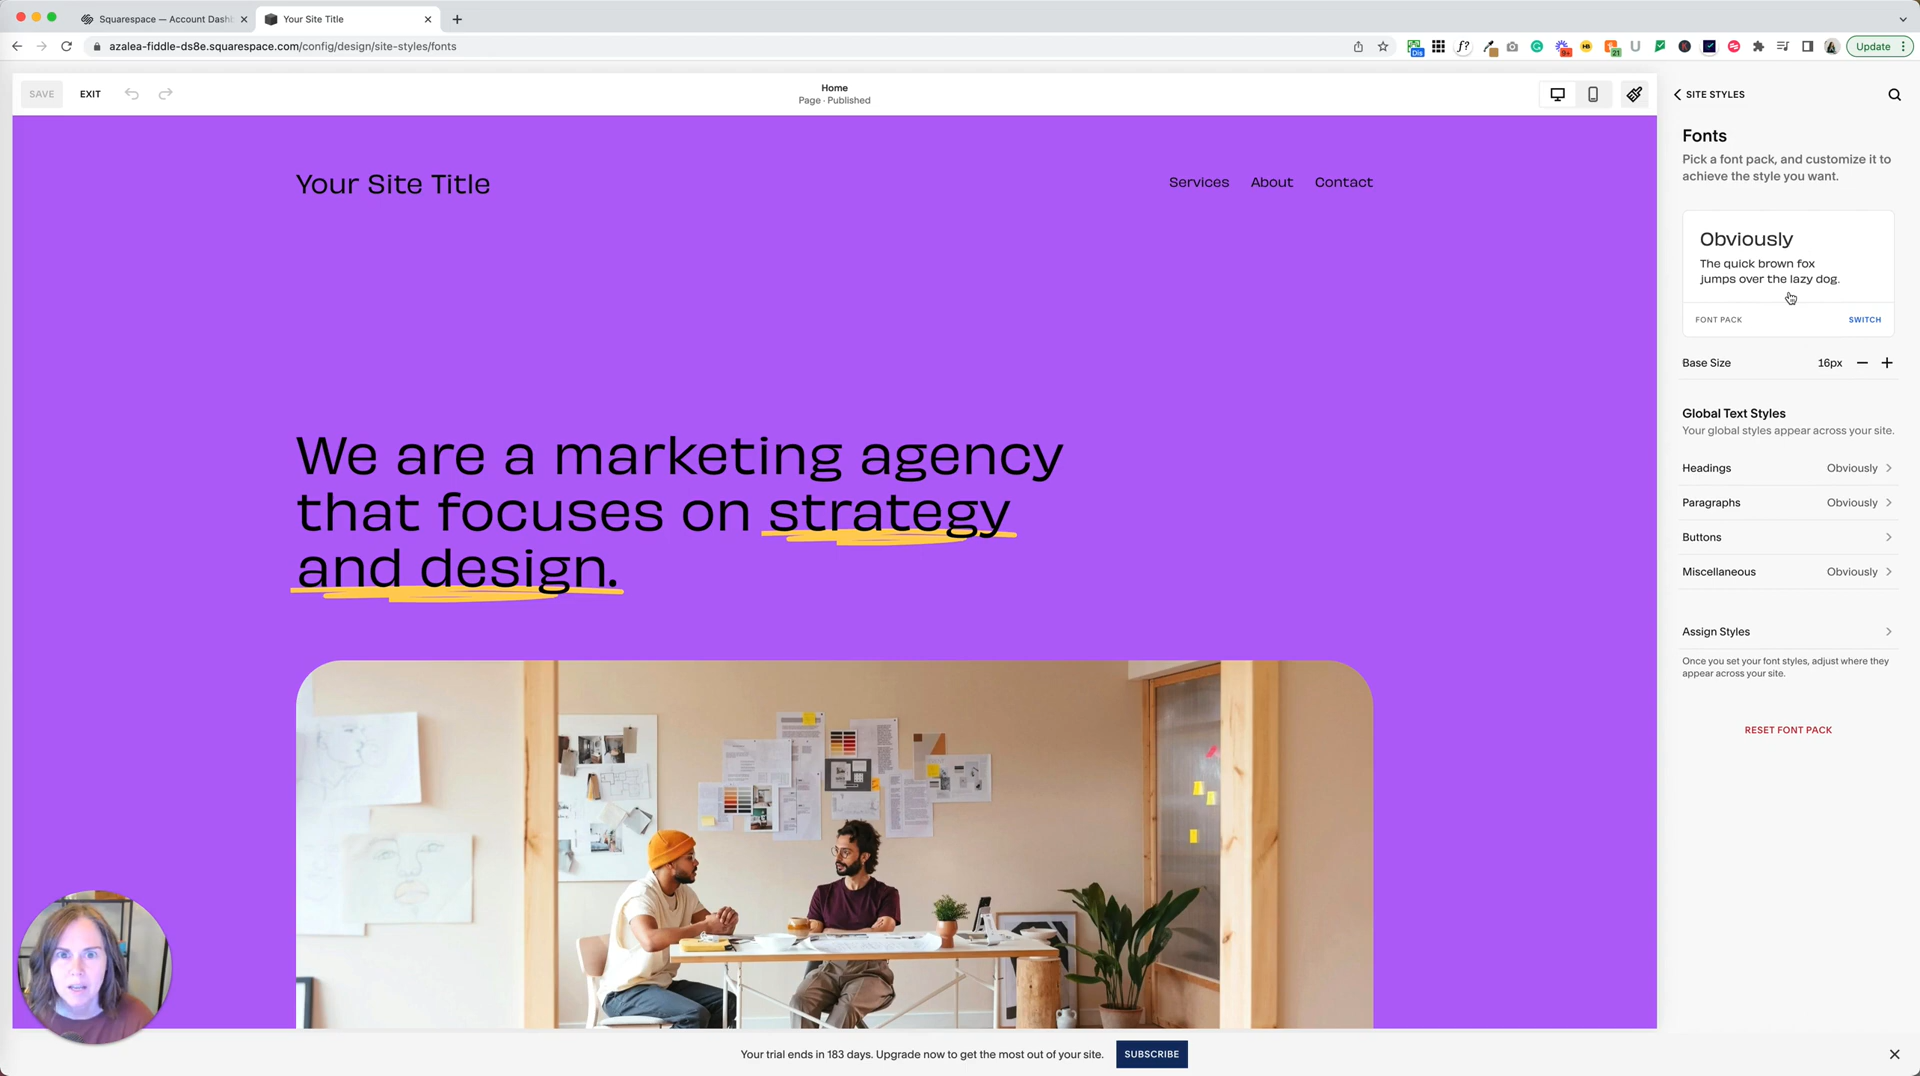 Squarespace — Account Dashb
Your Site Title
azalea-fiddle-ds8e.squarespace.com/config/design/site-styles/fonts
Update
SAVE
EXIT
Home
Page · Published
SITE STYLES
Your Site Title
Services
About
Contact
We are a marketing agency
that focuses on strategy
and design.
Fonts
Pick a font pack, and customize it to
achieve the style you want.
Obviously
The quick brown fox
jumps over the lazy dog.
FONT PACK
SWITCH
Base Size
16px
Global Text Styles
Your global styles appear across your site.
Headings
Obviously
Paragraphs
Obviously
Buttons
Miscellaneous
Obviously
Assign Styles
Once you set your font styles, adjust where they
appear across your site.
RESET FONT PACK
Your trial ends in 183 days. Upgrade now to get the most out of your site.
SUBSCRIBE